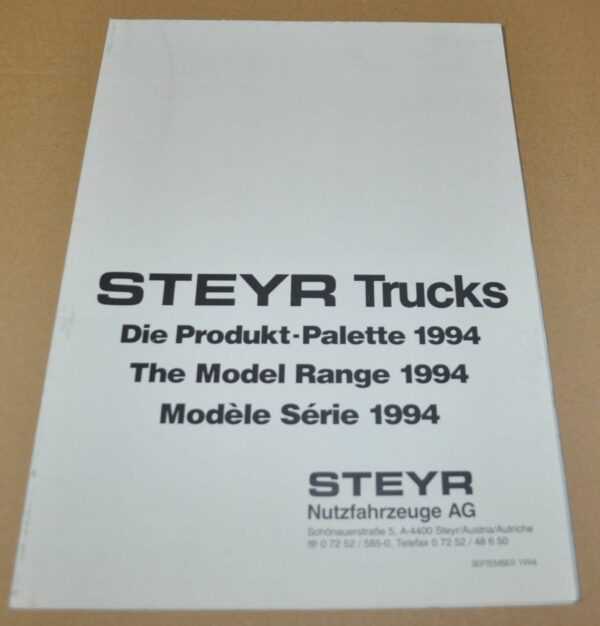 STEYR Trucks
Die Produkt-Palette 1994
The Model Range 1994
Modèle Série 1994
STEYR
Nutzfahrzeuge AG
Schönauerstraße 5, A-4400 Steyr/Austria/Autriche
☎ 0 72 52 / 585-0, Telefax 0 72 52 / 48 6 50
SEPTEMBER 1994